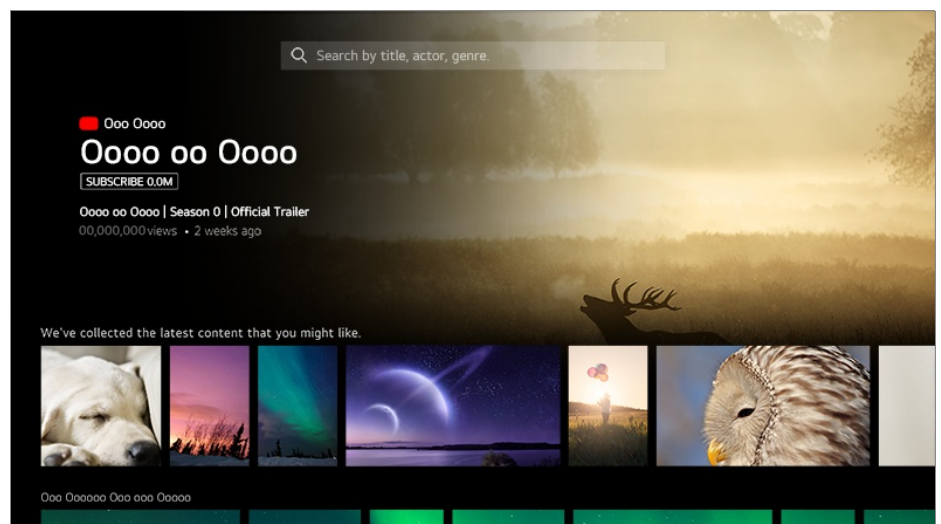 Search by title, actor, genre.
Ooo Oooo
Oooo oo Oooo
SUBSCRIBE 0,0M
Oooo oo Oooo | Season 0 | Official Trailer
00,000,000 views • 2 weeks ago
We've collected the latest content that you might like.
Ooo Oooooo Ooo ooo Ooooo